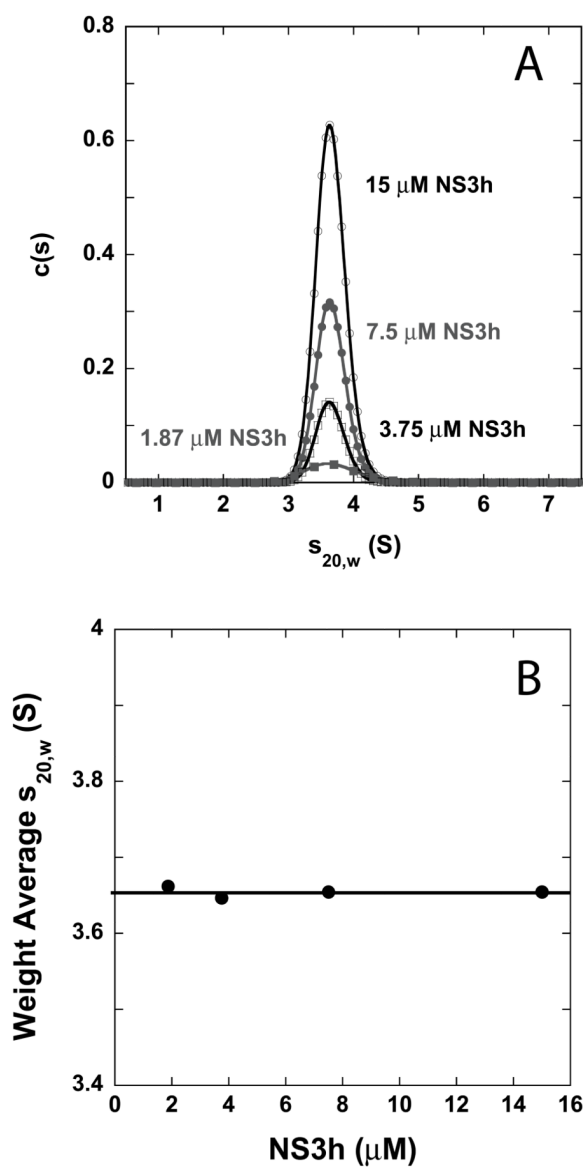 A
0.8
0.6
0.4
0.2
0
c(s)
15 μM NS3h
7.5 μM NS3h
1.87 μM NS3h
3.75 μM NS3h
1 2 3 4 5 6 7
s20,w (S)
B
4
3.8
3.6
3.4
Weight Average s20,w (S)
0 2 4 6 8 10 12 14 16
NS3h (μM)